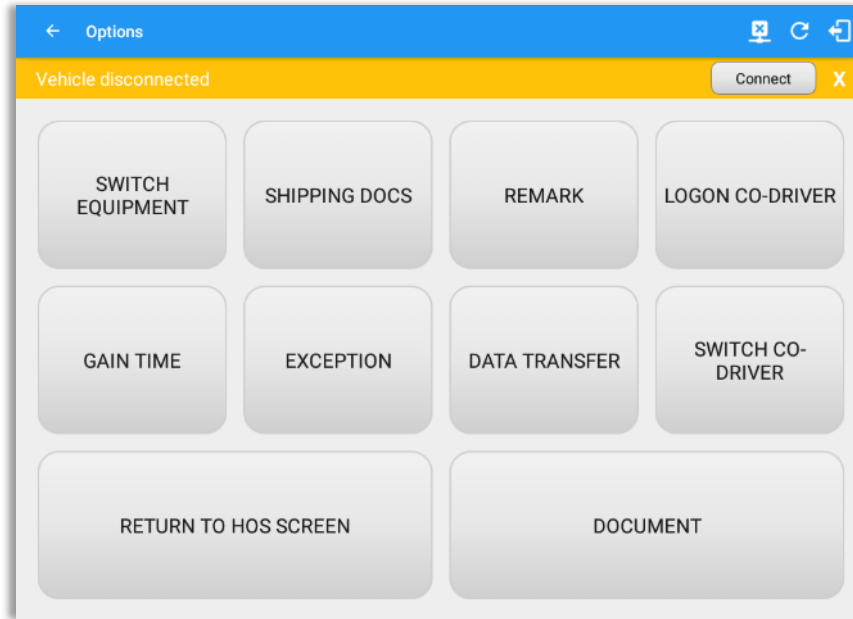 Options
Vehicle disconnected
Connect
X
SWITCH
EQUIPMENT
SHIPPING DOCS
REMARK
LOGON CO-DRIVER
GAIN TIME
EXCEPTION
DATA TRANSFER
SWITCH CO-
DRIVER
RETURN TO HOS SCREEN
DOCUMENT